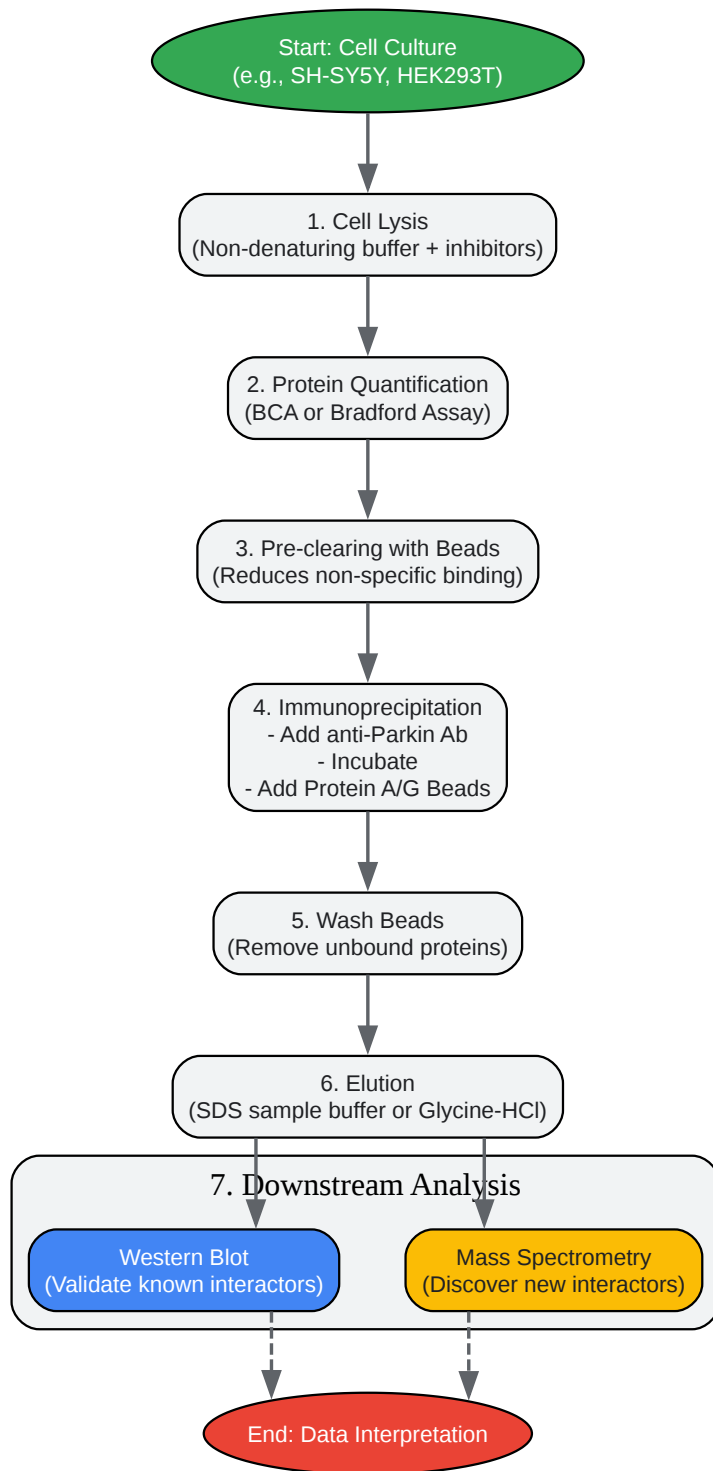 Start: Cell Culture
(e.g., SH-SY5Y, HEK293T)
1. Cell Lysis
(Non-denaturing buffer + inhibitors)
2. Protein Quantification
(BCA or Bradford Assay)
3. Pre-clearing with Beads
(Reduces non-specific binding)
4. Immunoprecipitation
- Add anti-Parkin Ab
- Incubate
- Add Protein A/G Beads
5. Wash Beads
(Remove unbound proteins)
6. Elution
(SDS sample buffer or Glycine-HCl)
7. Downstream Analysis
Western Blot
(Validate known interactors)
Mass Spectrometry
(Discover new interactors)
End: Data Interpretation